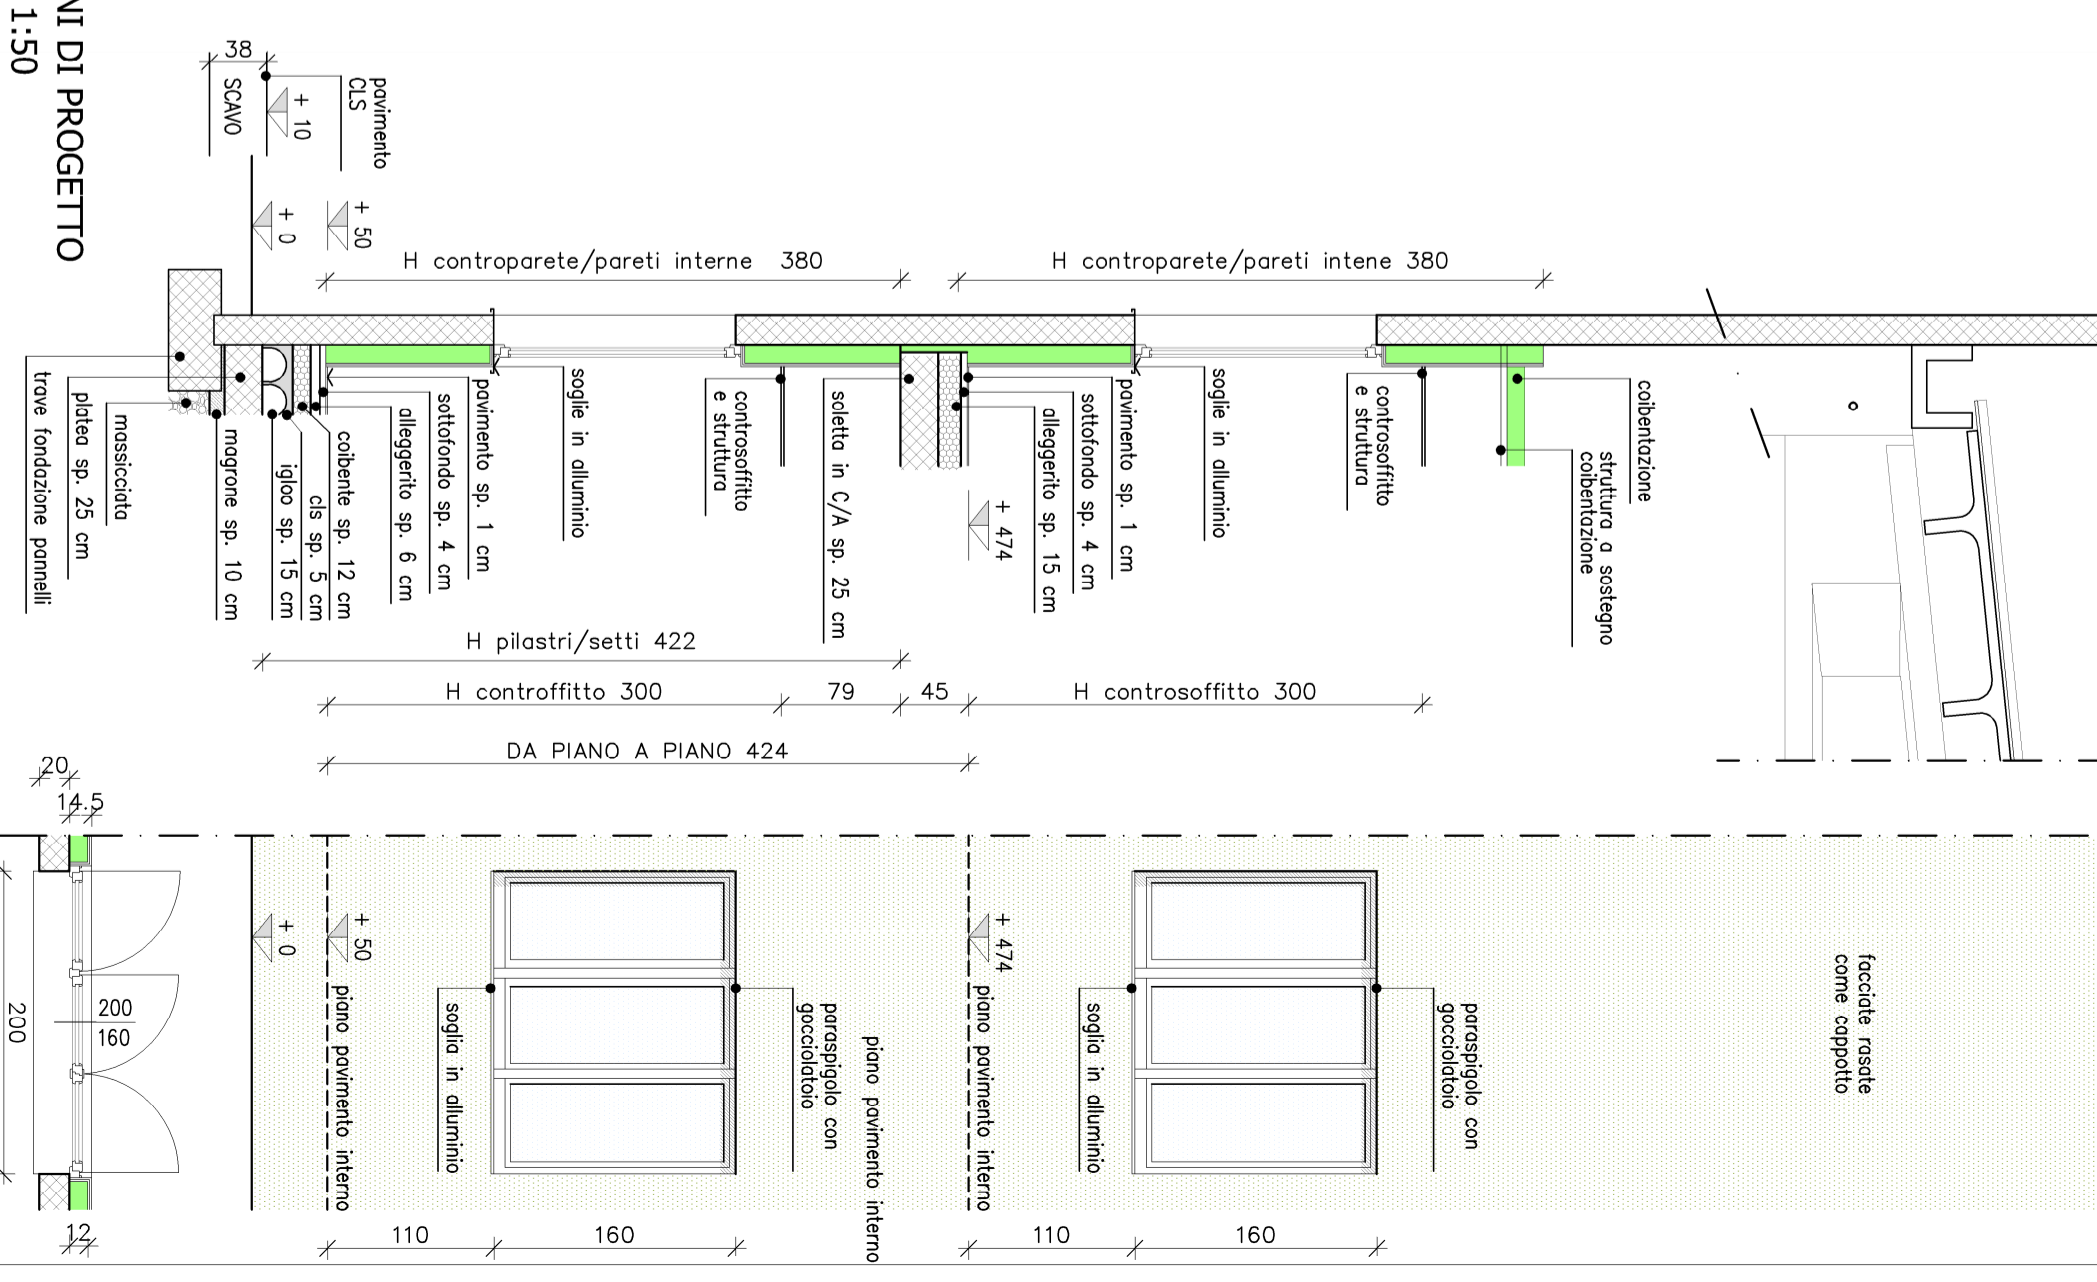 NI DI PROGETTO
1:50
38
SCAVO
pavimento
CLS
+ 10
+ 0
+ 50
H controparete/pareti interne 380
H controparete/pareti intene 380
trave fondazione pannelli
platea sp. 25 cm
massicciata
magrone sp. 10 cm
igloo sp. 15 cm
cls sp. 5 cm
coibente sp. 12 cm
alleggerito sp. 6 cm
sottofondo sp. 4 cm
pavimento sp. 1 cm
soglie in alluminio
controsoffitto
e struttura
soletta in C/A sp. 25 cm
+ 474
allegerito sp. 15 cm
sottofondo sp. 4 cm
pavimento sp. 1 cm
soglie in alluminio
controsoffitto
e struttura
struttura a sostegno
coibentazione
coibentazione
H pilastri/setti 422
H controffitto 300
79
45
H controsoffitto 300
DA PIANO A PIANO 424
20
14.5
200
200
160
12
+ 0
+ 50
piano pavimento interno
soglia in alluminio
paraspigolo con
gocciolatoio
piano pavimento interno
+ 474
piano pavimento interno
soglia in alluminio
paraspigolo con
gocciolatoio
facciate rasate
come cappotto
110
160
110
160